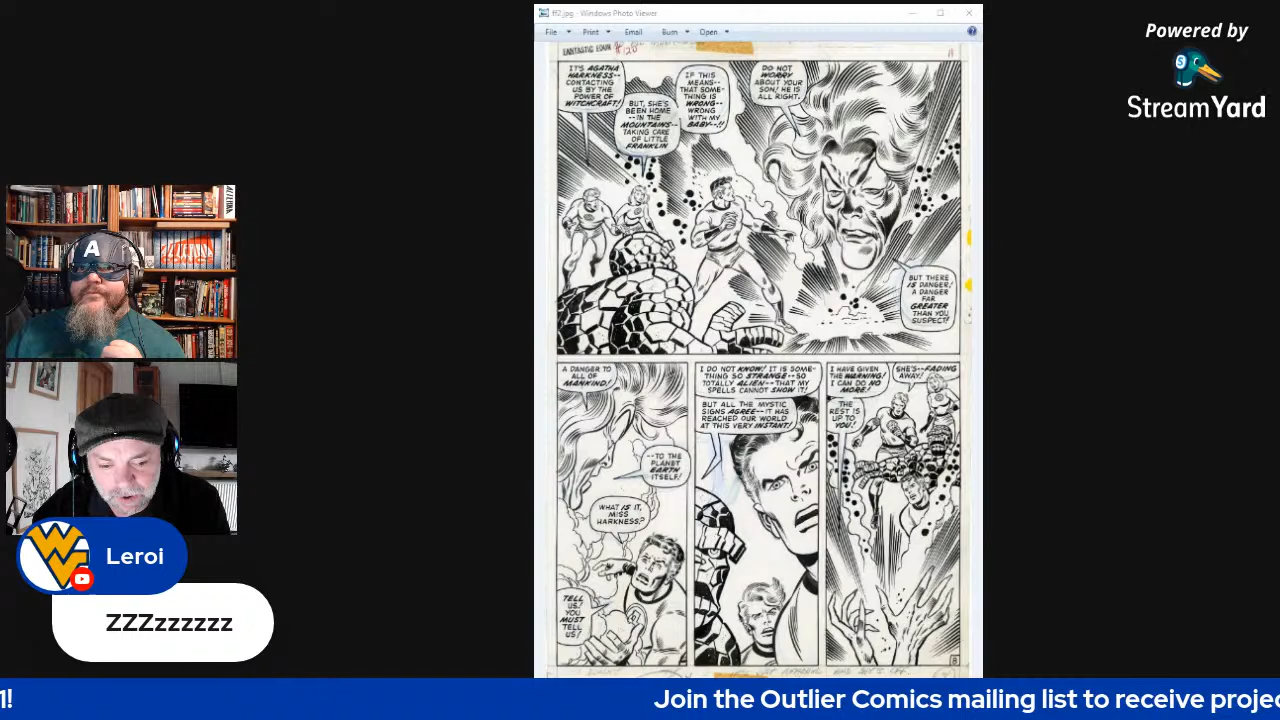 ff2.jpg - Windows Photo Viewer
File Print Email Burn Open
FANTASTIC FOUR #120
IT'S AGATHA
HARKNESS--
CONTACTING
US BY THE
POWER OF
WITCHCRAFT!
BUT, SHE'S
BEEN HOME
--IN THE
MOUNTAINS--
TAKING CARE
OF LITTLE
FRANKLIN
IF THIS
MEANS--
THAT SOME-
THING IS
WRONG--
WRONG
WITH MY
BABY--!!
DO NOT
WORRY
ABOUT YOUR
SON! HE IS
ALL RIGHT.
BUT THERE
IS DANGER!
A DANGER
FAR
GREATER
THAN YOU
SUSPECT!
A DANGER TO
ALL OF
MANKIND!
--TO THE
PLANET
EARTH
ITSELF!
WHAT IS IT,
MISS
HARKNESS?
TELL
US! YOU
MUST
TELL
US!
I DO NOT KNOW! IT IS SOME-
THING SO STRANGE--SO
TOTALLY ALIEN--THAT MY
SPELLS CANNOT SHOW IT!
BUT ALL THE MYSTIC
SIGNS AGREE--IT HAS
REACHED OUR WORLD
AT THIS VERY INSTANT!
I HAVE GIVEN
THE WARNING!
I CAN DO NO
MORE!
THE
REST IS
UP TO
YOU!
SHE'S--FADING
AWAY!
8
Powered by
StreamYard
A
Leroi
ZZZzzzzzz
1!
Join the Outlier Comics mailing list to receive projec